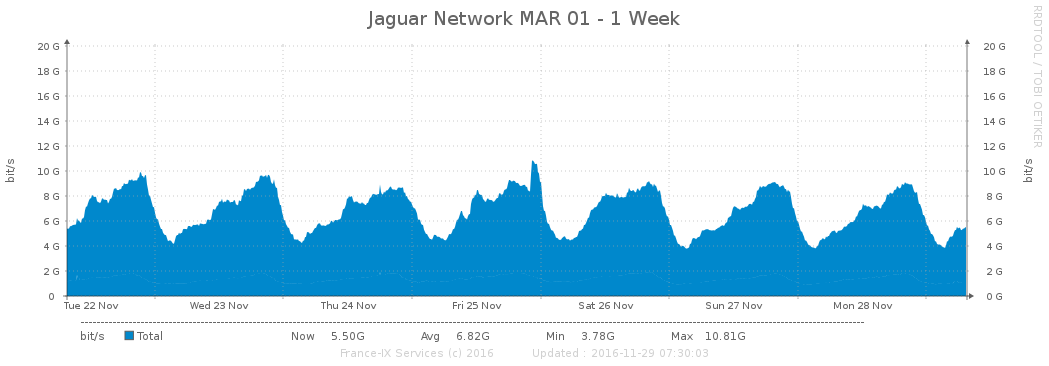 Jaguar Network MAR 01 - 1 Week
RRDTOOL / TOBI OETIKER
bit/s
20 G 20 G
18 G 18 G
16 G 16 G
14 G 14 G
12 G 12 G
10 G 10 G
8 G 8 G
6 G 6 G
4 G 4 G
2 G 2 G
0 0 G
bit/s
Tue 22 Nov Wed 23 Nov Thu 24 Nov Fri 25 Nov Sat 26 Nov Sun 27 Nov Mon 28 Nov
bit/s Total Now 5.50G Avg 6.82G Min 3.78G Max 10.81G
France-IX Services (c) 2016 Updated : 2016-11-29 07:30:03